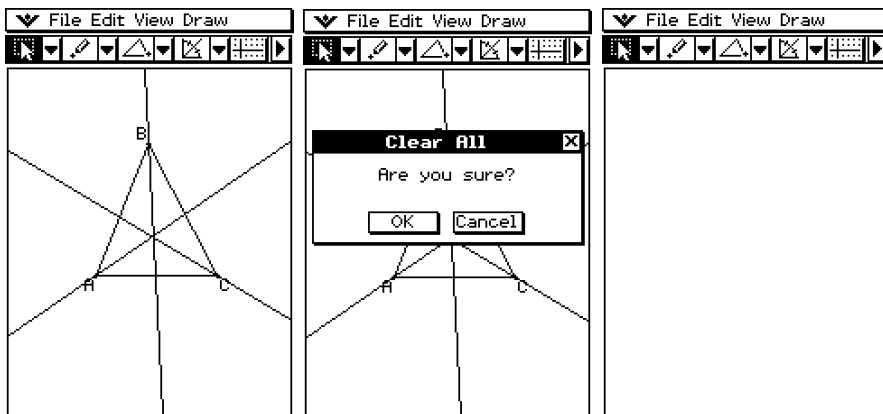 File Edit View Draw
B
A
C
File Edit View Draw
Clear All
Are you sure?
OK Cancel
A
C
File Edit View Draw